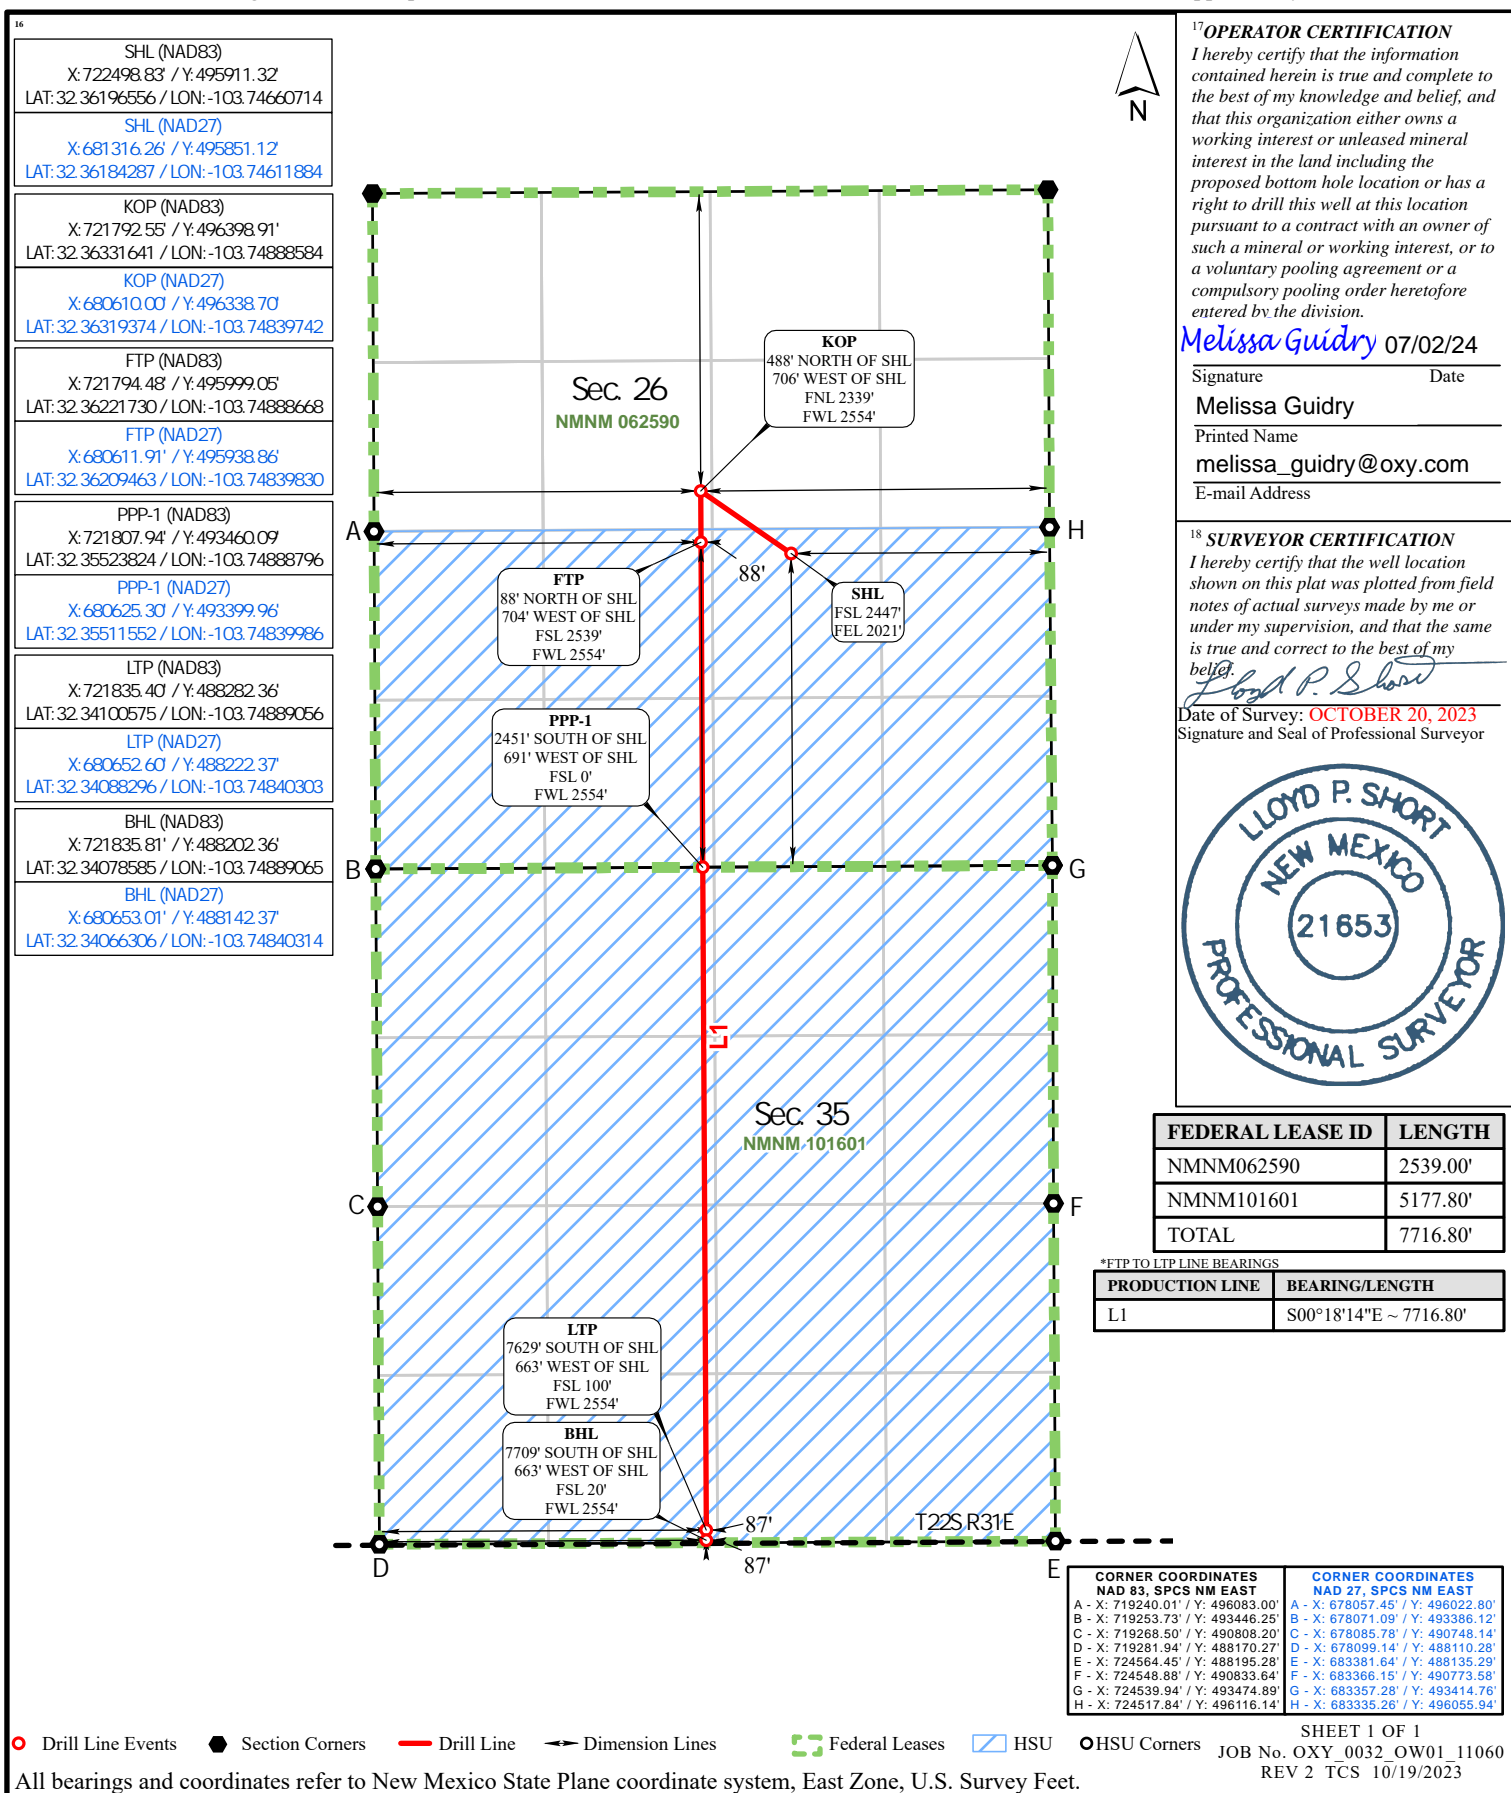 16
SHL (NAD83)
X: 722498.83' / Y: 495911.32'
LAT: 32.36196556 / LON: -103.74660714
SHL (NAD27)
X: 681316.26' / Y: 495851.12'
LAT: 32.36184287 / LON: -103.74611884
KOP (NAD83)
X: 721792.55' / Y: 496398.91'
LAT: 32.36331641 / LON: -103.74888584
KOP (NAD27)
X: 680610.00' / Y: 496338.70'
LAT: 32.36319374 / LON: -103.74839742
FTP (NAD83)
X: 721794.48' / Y: 495999.05'
LAT: 32.36221730 / LON: -103.74888668
FTP (NAD27)
X: 680611.91' / Y: 495938.86'
LAT: 32.36209463 / LON: -103.74839830
PPP-1 (NAD83)
X: 721807.94' / Y: 493460.09'
LAT: 32.35523824 / LON: -103.74888796
PPP-1 (NAD27)
X: 680625.30' / Y: 493399.96'
LAT: 32.35511552 / LON: -103.74839986
LTP (NAD83)
X: 721835.40' / Y: 488282.36'
LAT: 32.34100575 / LON: -103.74889056
LTP (NAD27)
X: 680652.60' / Y: 488222.37'
LAT: 32.34088296 / LON: -103.74840303
BHL (NAD83)
X: 721835.81' / Y: 488202.36'
LAT: 32.34078585 / LON: -103.74889065
BHL (NAD27)
X: 680653.01' / Y: 488142.37'
LAT: 32.34066306 / LON: -103.74840314
N
KOP
488' NORTH OF SHL
706' WEST OF SHL
FNL 2339'
FWL 2554'
Sec. 26
NMNM 062590
A
H
88'
FTP
88' NORTH OF SHL
704' WEST OF SHL
FSL 2539'
FWL 2554'
SHL
FSL 2447'
FEL 2021'
PPP-1
2451' SOUTH OF SHL
691' WEST OF SHL
FSL 0'
FWL 2554'
B
G
L1
Sec. 35
NMNM 101601
C
F
LTP
7629' SOUTH OF SHL
663' WEST OF SHL
FSL 100'
FWL 2554'
BHL
7709' SOUTH OF SHL
663' WEST OF SHL
FSL 20'
FWL 2554'
87'
T22S R31E
87'
D
E
17 OPERATOR CERTIFICATION
I hereby certify that the information
contained herein is true and complete to
the best of my knowledge and belief, and
that this organization either owns a
working interest or unleased mineral
interest in the land including the
proposed bottom hole location or has a
right to drill this well at this location
pursuant to a contract with an owner of
such a mineral or working interest, or to
a voluntary pooling agreement or a
compulsory pooling order heretofore
entered by the division.
Melissa Guidry 07/02/24
Signature Date
Melissa Guidry
Printed Name
melissa_guidry@oxy.com
E-mail Address
18 SURVEYOR CERTIFICATION
I hereby certify that the well location
shown on this plat was plotted from field
notes of actual surveys made by me or
under my supervision, and that the same
is true and correct to the best of my
belief.
Lloyd P. Short
Date of Survey: OCTOBER 20, 2023
Signature and Seal of Professional Surveyor
LLOYD P. SHORT
NEW MEXICO
21653
PROFESSIONAL SURVEYOR
FEDERAL LEASE ID LENGTH
NMNM062590 2539.00'
NMNM101601 5177.80'
TOTAL 7716.80'
*FTP TO LTP LINE BEARINGS
PRODUCTION LINE BEARING/LENGTH
L1 S00°18'14"E ~ 7716.80'
CORNER COORDINATES
NAD 83, SPCS NM EAST
A - X: 719240.01' / Y: 496083.00'
B - X: 719253.73' / Y: 493446.25'
C - X: 719268.50' / Y: 490808.20'
D - X: 719281.94' / Y: 488170.27'
E - X: 724564.45' / Y: 488195.28'
F - X: 724548.88' / Y: 490833.64'
G - X: 724539.94' / Y: 493474.89'
H - X: 724517.84' / Y: 496116.14'
CORNER COORDINATES
NAD 27, SPCS NM EAST
A - X: 678057.45' / Y: 496022.80'
B - X: 678071.09' / Y: 493386.12'
C - X: 678085.78' / Y: 490748.14'
D - X: 678099.14' / Y: 488110.28'
E - X: 683381.64' / Y: 488135.29'
F - X: 683366.15' / Y: 490773.58'
G - X: 683357.28' / Y: 493414.76'
H - X: 683335.26' / Y: 496055.94'
Drill Line Events Section Corners Drill Line Dimension Lines Federal Leases HSU HSU Corners
SHEET 1 OF 1
JOB No. OXY_0032_OW01_11060
REV 2 TCS 10/19/2023
All bearings and coordinates refer to New Mexico State Plane coordinate system, East Zone, U.S. Survey Feet.